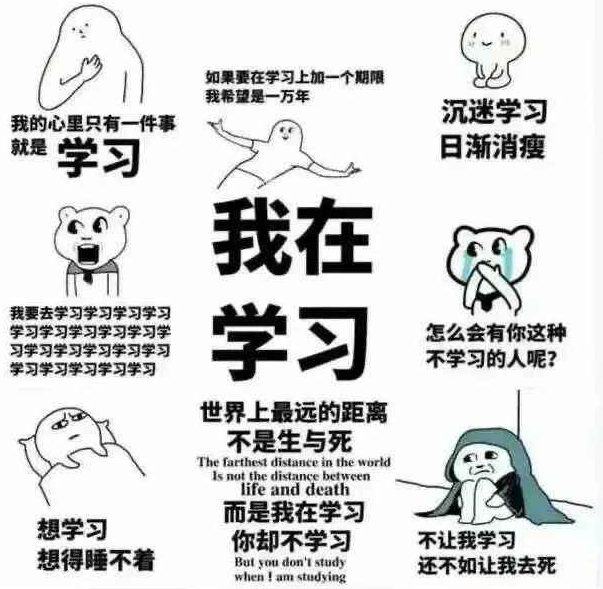 我的心里只有一件事
就是 学习
如果要在学习上加一个期限
我希望是一万年
沉迷学习
日渐消瘦
我要去学习学习学习学习
学习学习学习学习学习学
习学习学习学习学习学习
学习学习学习学习学习
我在
学习
怎么会有你这种
不学习的人呢?
想学习
想得睡不着
世界上最远的距离
不是生与死
The farthest distance in the world
Is not the distance between
life and death
而是我在学习
你却不学习
But you don't study
when I am studying
不让我学习
还不如让我去死